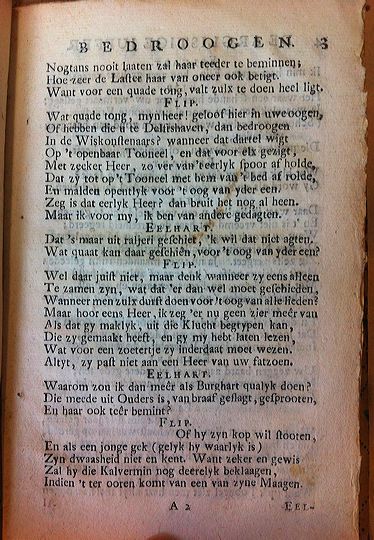 BEDROOGEN. 3
Nogtans nooit laaten zal haar teeder te beminnen;
Hoe zeer de Laster haar van oneer ook betigt.
Want voor een quade tong, valt zulx te doen heel ligt.
FLIP.
Wat quade tong, myn heer! geloof hier in uwe oogen,
Of hebben die u te Delfshaven, dan bedroogen
In de Wiskonstenaars? wanneer dat dartel wigt
Op 't openbaar Tooneel, en dat voor elx gezigt,
Met zeeker Heer, zo ver van 't eerlyk spoor afholde,
Dat zy tot op 't Tooneel met hem van 't bed af rolde,
En malden opentlyk voor 't oog van yder een.
Zeg is dat eerlyk Heer? dan bruit het nog al heen.
Maar ik voor my, ik ben van andere gedagten.
EELHART.
Dat 's maar uit raljeri geschiet, 'k wil dat niet agten.
Wat quaat kan daar geschiên, voor 't oog van yder een?
FLIP.
Wel daar juist niet, maar denk wanneer zy eens alleen
Te zamen zyn, wat dat 'er dan wel moet geschieden,
Wanneer men zulx durft doen voor 't oog van alle lieden?
Maar hoor eens Heer, ik zeg 'er nu geen zier meêr van
Als dat gy maklyk, uit die Klucht begrypen kan,
Die zy gemaakt heeft, en gy my hebt laten lezen,
Wat voor een zoetertje zy inderdaat moet wezen.
Altyt, zy past niet aan een Heer van uw fatzoen.
EELHART.
Waarom zou ik dan meêr als Burghart qualyk doen?
Die meede uit Ouders is, van braaf geslagt, gesprooten,
En haar ook teêr bemint?
FLIP.
Of hy zyn kop wil stooten,
En als een jonge gek (gelyk hy waarlyk is)
Zyn dwaasheid niet en kent. Want zeker en gewis
Zal hy die Kalvermin nog deerelyk beklaagen,
Indien 't ter ooren komt van een van zyne Maagen.
A 2 EEL-